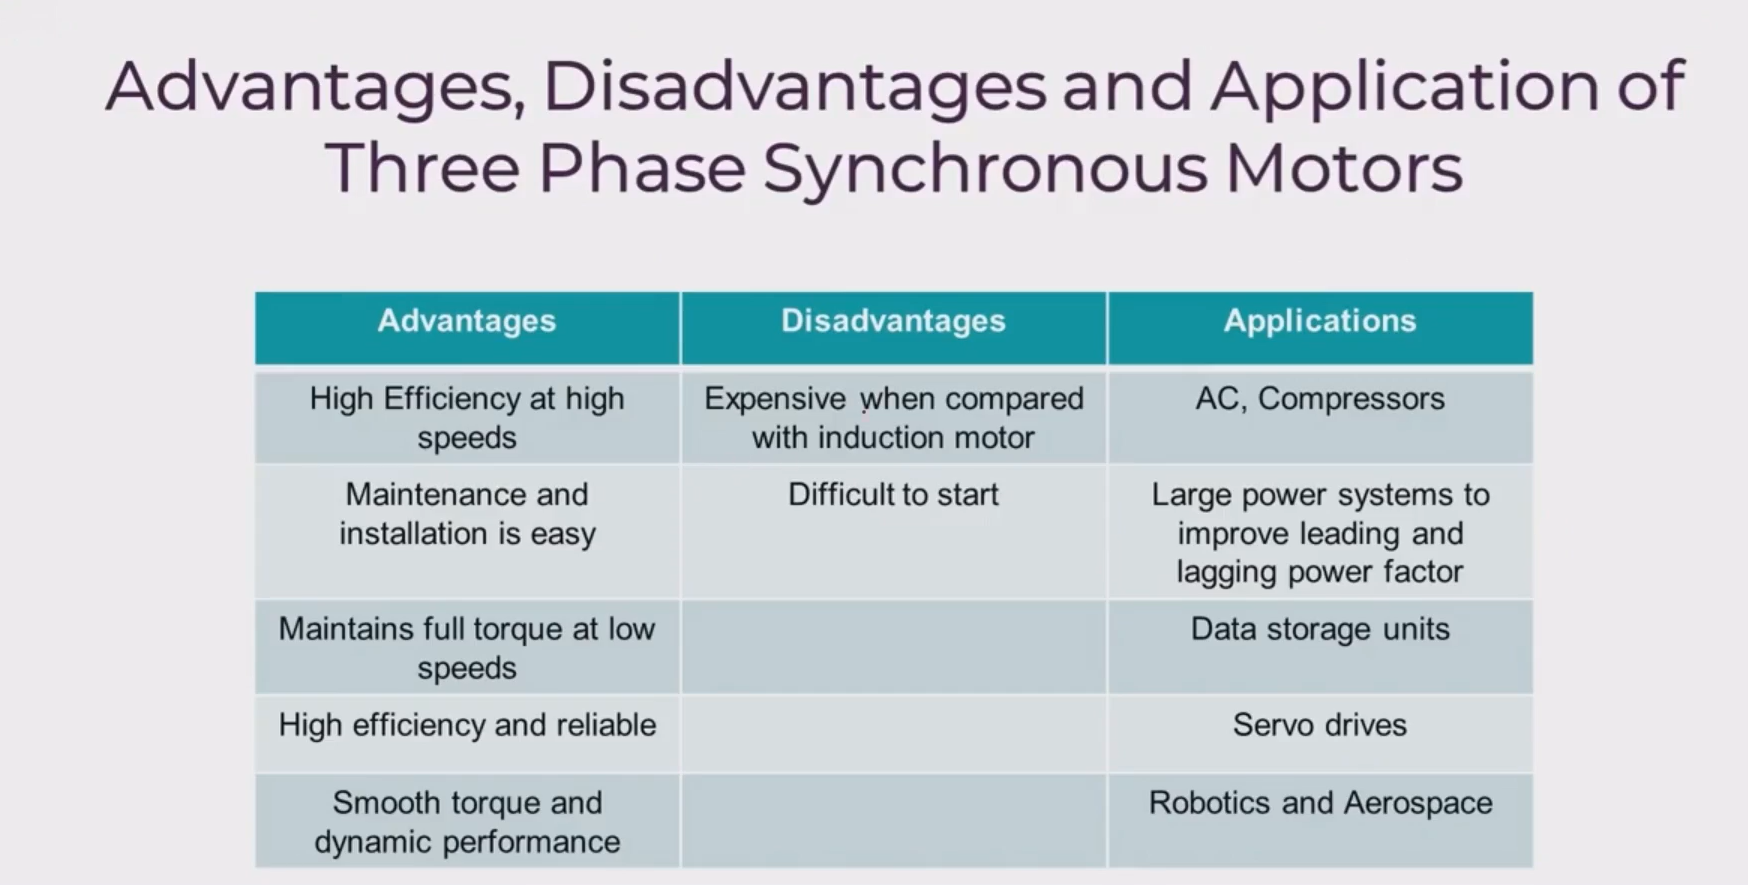 Advantages, Disadvantages and Application of
Three Phase Synchronous Motors
Advantages
Disadvantages
Applications
High Efficiency at high
speeds
Expensive when compared
with induction motor
AC, Compressors
Maintenance and
installation is easy
Difficult to start
Large power systems to
improve leading and
lagging power factor
Maintains full torque at low
speeds
Data storage units
High efficiency and reliable
Servo drives
Smooth torque and
dynamic performance
Robotics and Aerospace